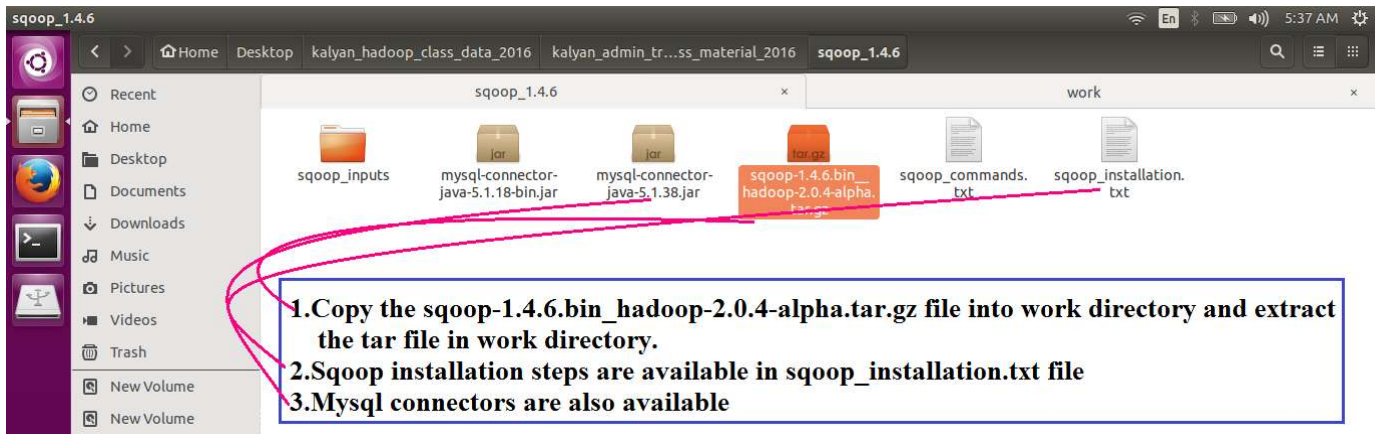 sqoop_1.4.6
En
5:37 AM
Home Desktop kalyan_hadoop_class_data_2016 kalyan_admin_tr...ss_material_2016 sqoop_1.4.6
sqoop_1.4.6 × work ×
Recent
Home
Desktop
Documents
Downloads
Music
Pictures
Videos
Trash
New Volume
New Volume
jar
jar
tar.gz
sqoop_inputs
mysql-connector-
java-5.1.18-bin.jar
mysql-connector-
java-5.1.38.jar
sqoop-1.4.6.bin__
hadoop-2.0.4-alpha.
tar.gz
sqoop_commands.
txt
sqoop_installation.
txt
1.Copy the sqoop-1.4.6.bin_hadoop-2.0.4-alpha.tar.gz file into work directory and extract
the tar file in work directory.
2.Sqoop installation steps are available in sqoop_installation.txt file
3.Mysql connectors are also available